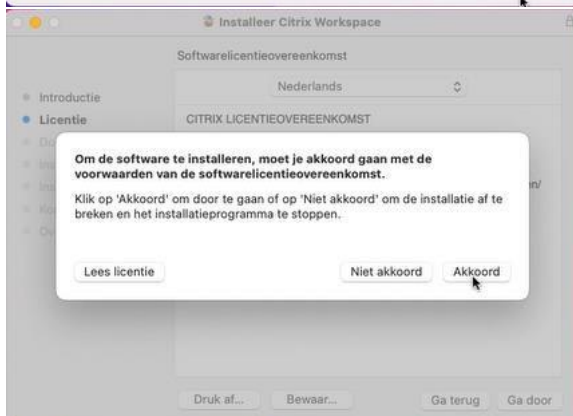 Installeer Citrix Workspace
Softwarelicentieovereenkomst
Nederlands
Introductie
Licentie
CITRIX LICENTIEOVEREENKOMST
Om de software te installeren, moet je akkoord gaan met de
voorwaarden van de softwarelicentieovereenkomst.
Klik op 'Akkoord' om door te gaan of op 'Niet akkoord' om de installatie af te
breken en het installatieprogramma te stoppen.
Lees licentie
Niet akkoord
Akkoord
Druk af...
Bewaar...
Ga terug
Ga door